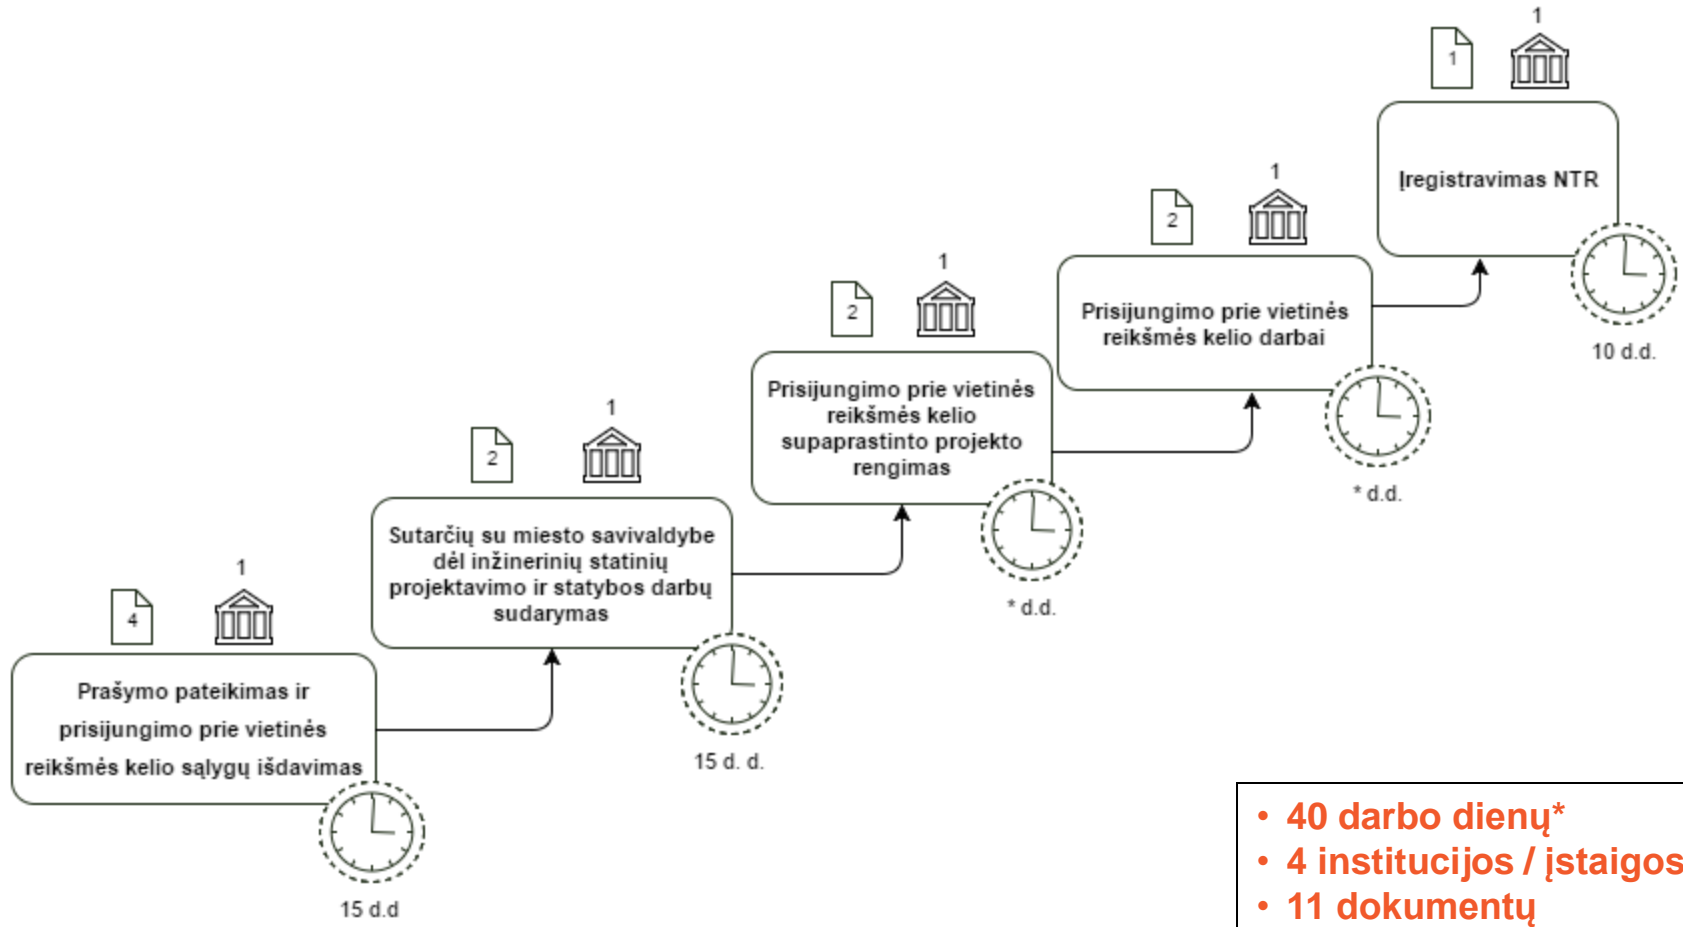 1
1
Įregistravimas NTR
10 d.d.
1
2
Prisijungimo prie vietinės
reikšmės kelio darbai
* d.d.
1
2
Prisijungimo prie vietinės
reikšmės kelio
supaprastinto projekto
rengimas
* d.d.
1
2
Sutarčių su miesto savivaldybe
dėl inžinerinių statinių
projektavimo ir statybos darbų
sudarymas
15 d. d.
1
4
Prašymo pateikimas ir
prisijungimo prie vietinės
reikšmės kelio sąlygų išdavimas
15 d.d
• 40 darbo dienų*
• 4 institucijos / įstaigos
• 11 dokumentų